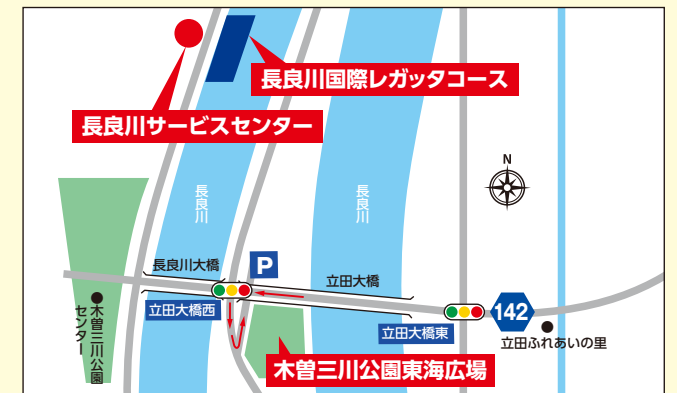 長良川国際レガッタコース
長良川サービスセンター
N
長良川
長良川
長良川大橋
P
立田大橋
立田大橋西
142
立田大橋東
立田ふれあいの里
木曽三川公園
センター
木曽三川公園東海広場